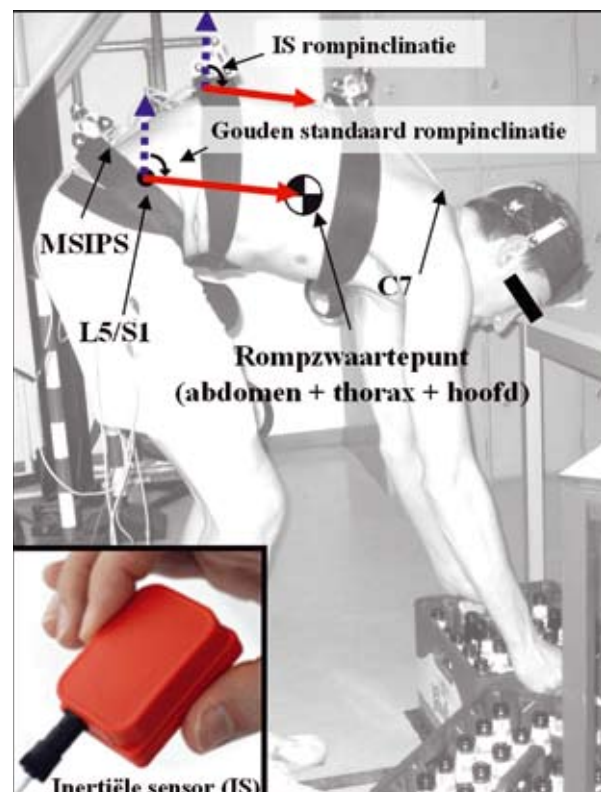 IS rompinclinatie
Gouden standaard rompinclinatie
MSIPS
C7
L5/S1
Rompzwaartepunt
(abdomen + thorax + hoofd)
Inertiële sensor (IS)